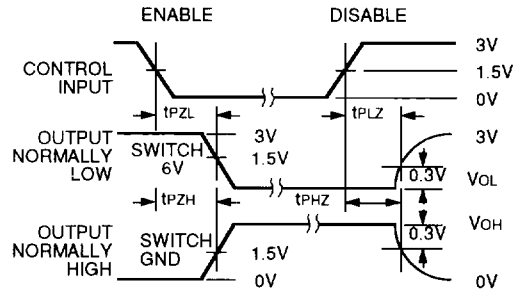 ENABLE DISABLE
3V
CONTROL INPUT
1.5V
0V
tPZL tPLZ
OUTPUT NORMALLY LOW
SWITCH 6V
3V
1.5V
3V
0.3V
VOL
tPZH tPHZ
OUTPUT NORMALLY HIGH
SWITCH GND
1.5V
0V
VOH
0.3V
0V